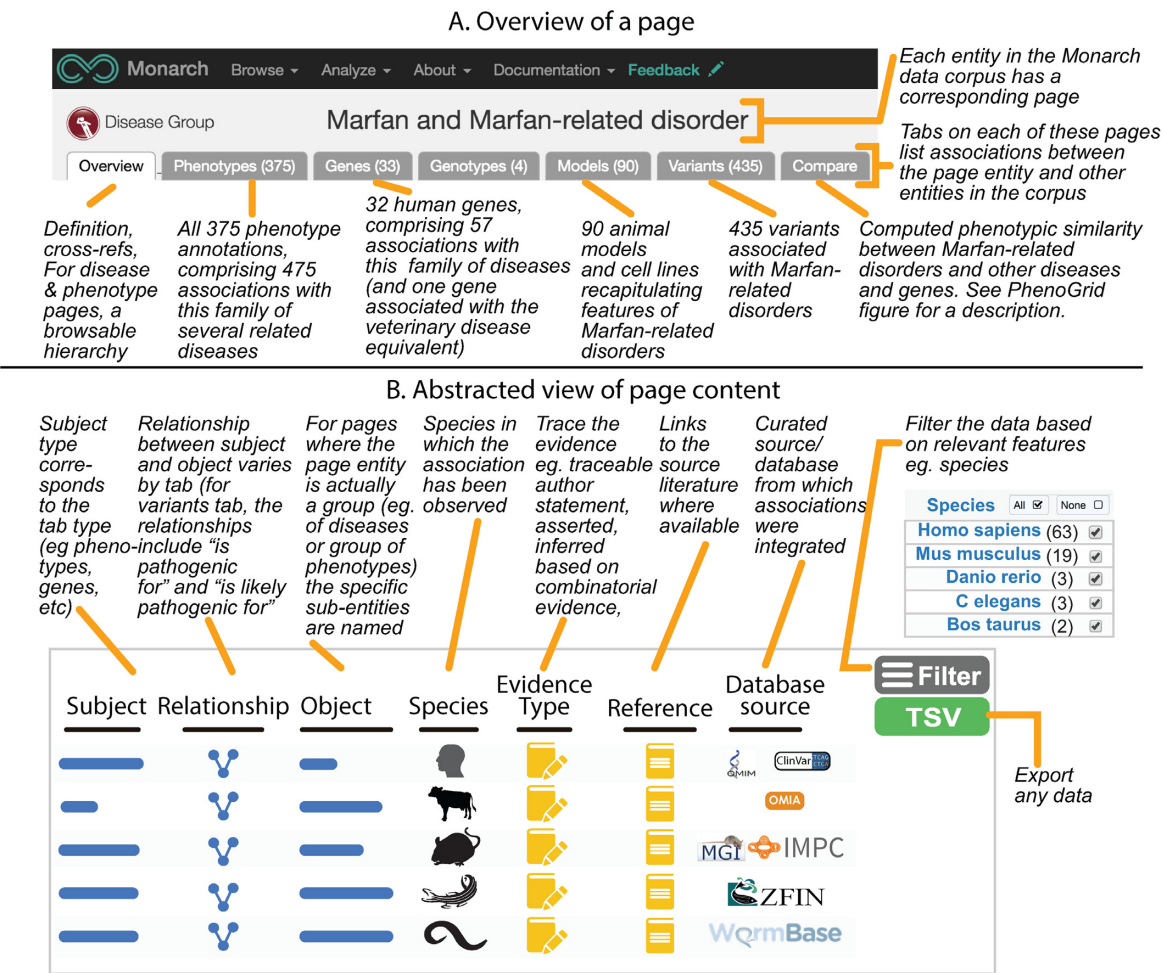 A. Overview of a page
Monarch Browse Analyze About Documentation Feedback
Disease Group
Marfan and Marfan-related disorder
Overview
Phenotypes (375)
Genes (33)
Genotypes (4)
Models (90)
Variants (435)
Compare
Each entity in the Monarch
data corpus has a
corresponding page
Tabs on each of these pages
list associations between
the page entity and other
entities in the corpus
Definition,
cross-refs,
For disease
& phenotype
pages, a
browsable
hierarchy
All 375 phenotype
annotations,
comprising 475
associations with
this family of
several related
diseases
32 human genes,
comprising 57
associations with
this family of diseases
(and one gene
associated with the
veterinary disease
equivalent)
90 animal
models
and cell lines
recapitulating
features of
Marfan-related
disorders
435 variants
associated
with Marfan-
related
disorders
Computed phenotypic similarity
between Marfan-related
disorders and other diseases
and genes. See PhenoGrid
figure for a description.
B. Abstracted view of page content
Subject
type
corre-
sponds
to the
tab type
(eg pheno-
types,
genes,
etc)
Relationship
between subject
and object varies
by tab (for
variants tab, the
relationships
include “is
pathogenic
for” and “is likely
pathogenic for”
For pages
where the
page entity
is actually
a group (eg.
of diseases
or group of
phenotypes)
the specific
sub-entities
are named
Species in
which the
association
has been
observed
Trace the
evidence
eg. traceable
author
statement,
asserted,
inferred
based on
combinatorial
evidence,
Links
to the
source
literature
where
available
Curated
source/
database
from which
associations
were
integrated
Filter the data based
on relevant features
eg. species
Species All None
Homo sapiens (63)
Mus musculus (19)
Danio rerio (3)
C elegans (3)
Bos taurus (2)
Filter
TSV
Export
any data
Subject
Relationship
Object
Species
Evidence
Type
Reference
Database
source
OMIM
ClinVar
OMIA
MGI
IMPC
ZFIN
WormBase